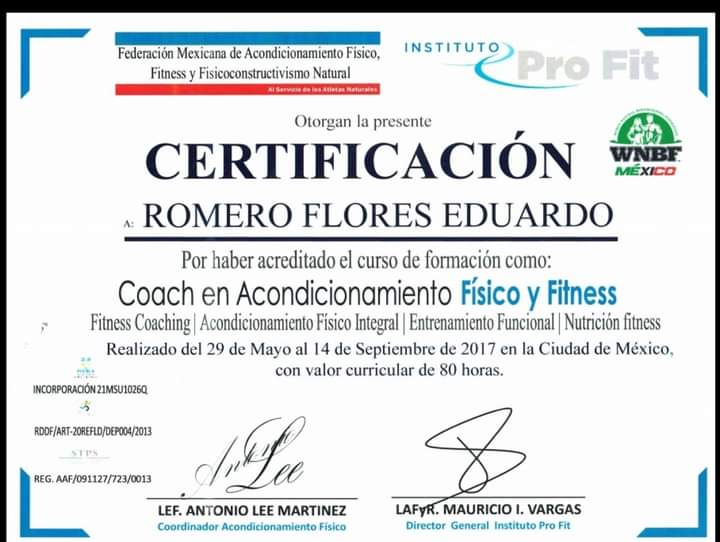 Federación Mexicana de Acondicionamiento Físico,
Fitness y Fisicoconstructivismo Natural
Al Servicio de los Atletas Naturales
INSTITUTO
Pro Fit
Otorgan la presente
CERTIFICACIÓN
WNBF
MÉXICO
A: ROMERO FLORES EDUARDO
Por haber acreditado el curso de formación como:
Coach en Acondicionamiento Físico y Fitness
Fitness Coaching | Acondicionamiento Físico Integral | Entrenamiento Funcional | Nutrición fitness
Realizado del 29 de Mayo al 14 de Septiembre de 2017 en la Ciudad de México,
con valor curricular de 80 horas.
INCORPORACIÓN 21MSU1026Q
RDDF/ART-20REFLD/DEP004/2013
STPS
REG. AAF/091127/723/0013
Antonio Lee
LEF. ANTONIO LEE MARTINEZ
Coordinador Acondicionamiento Físico
LAFyR. MAURICIO I. VARGAS
Director General Instituto Pro Fit